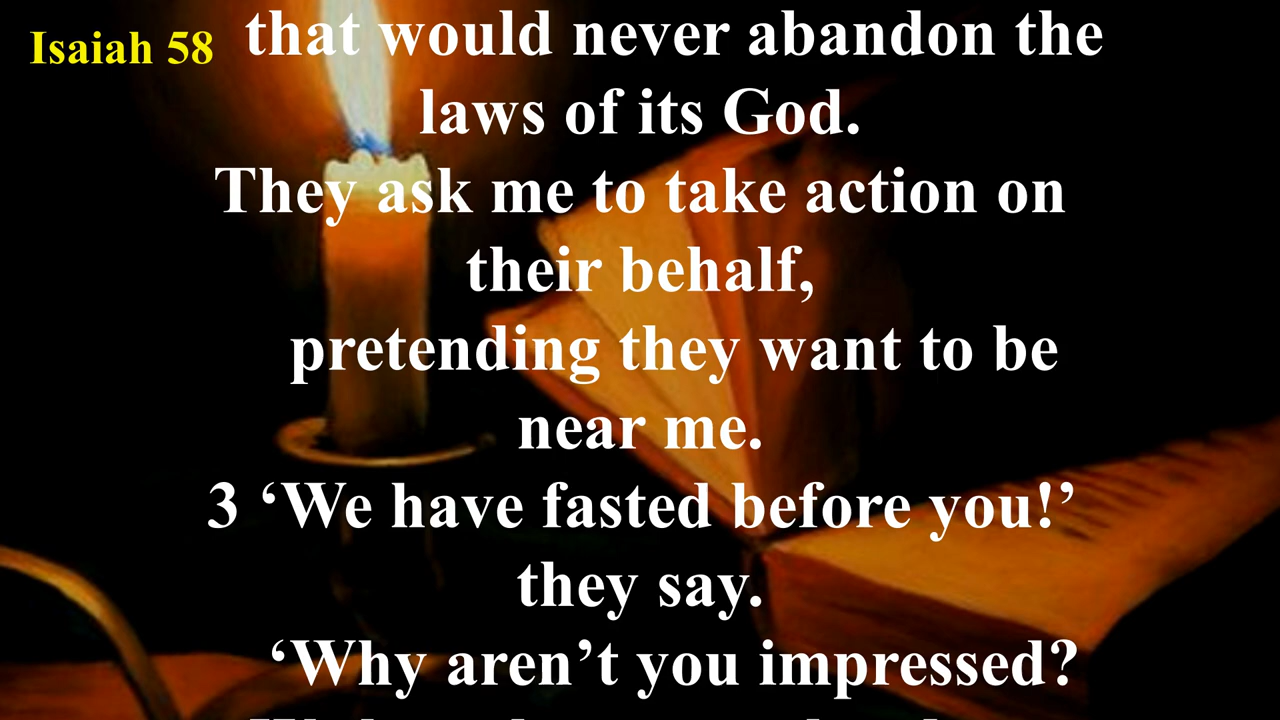 Isaiah 58
that would never abandon the
laws of its God.
They ask me to take action on
their behalf,
pretending they want to be
near me.
3 ‘We have fasted before you!’
they say.
‘Why aren’t you impressed?